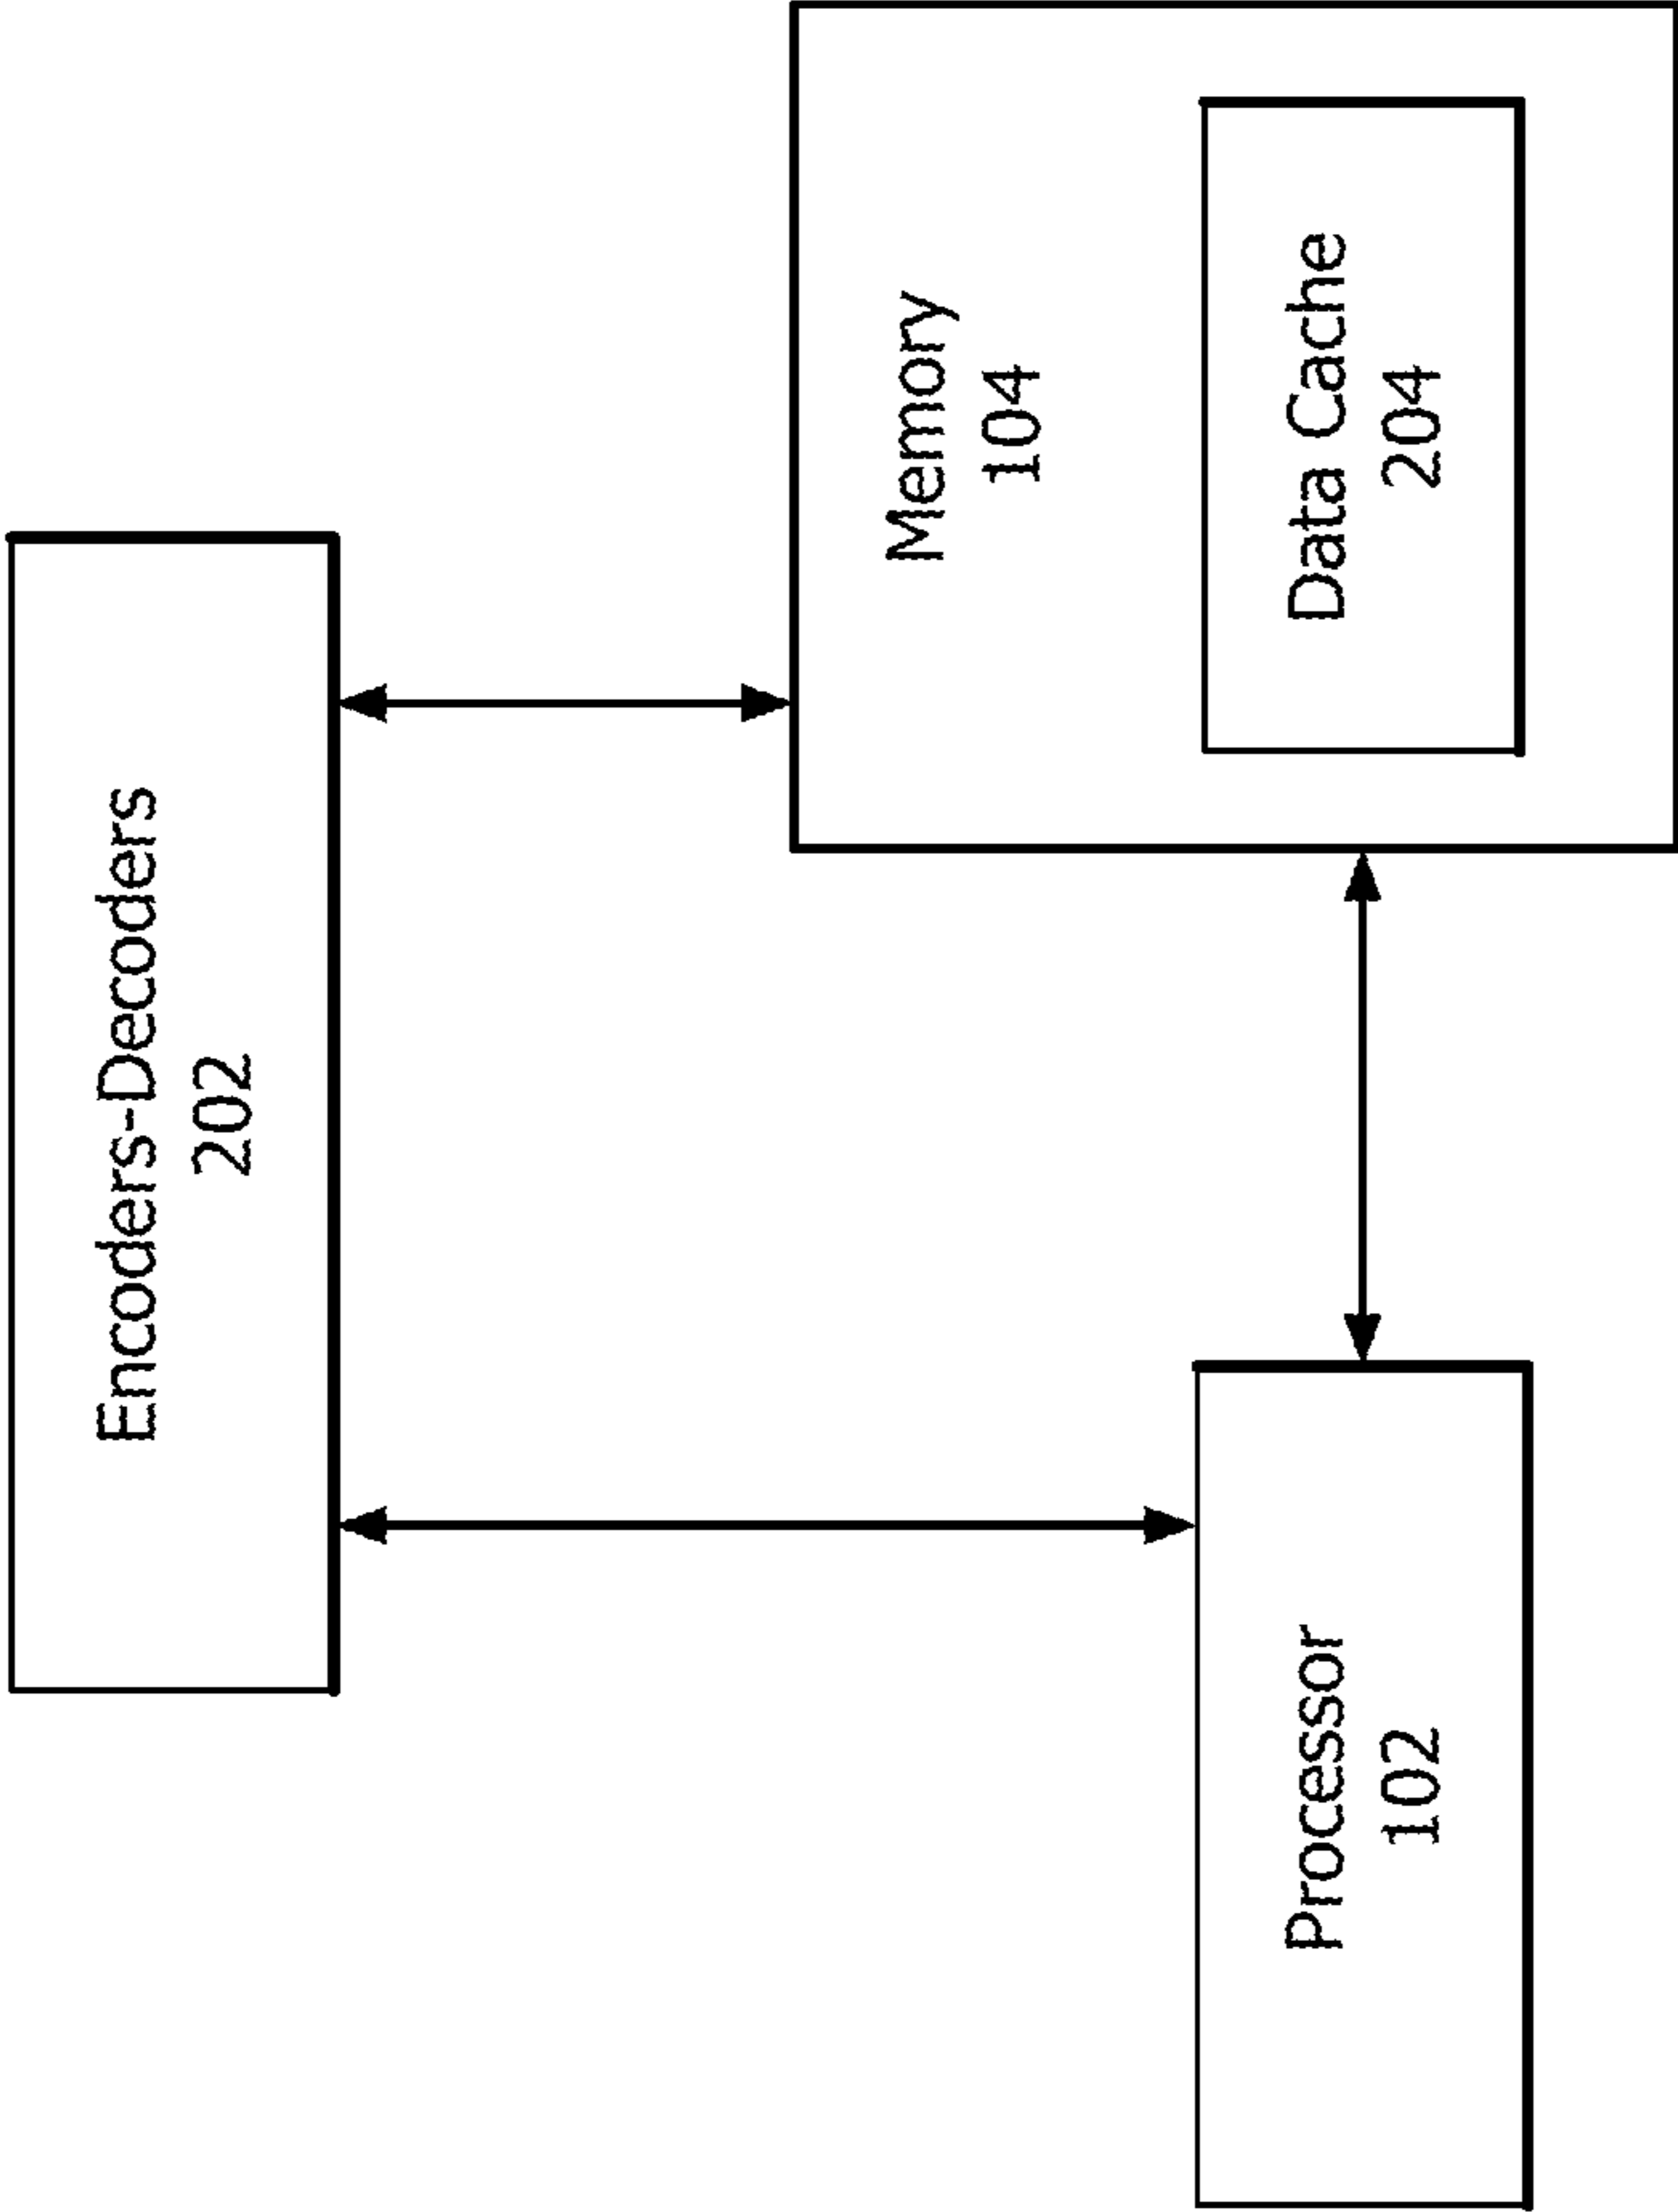 Encoders-Decoders
202
Memory
104
Data Cache
204
Processor
102